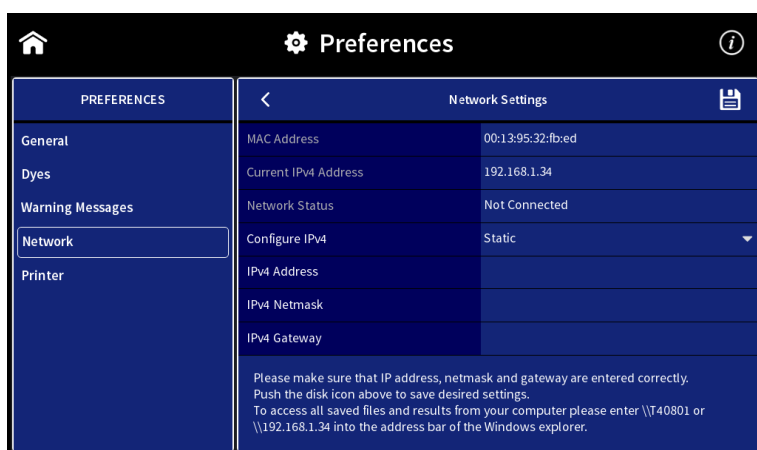 Preferences
PREFERENCES
General
Dyes
Warning Messages
Network
Printer
Network Settings
MAC Address 00:13:95:32:fb:ed
Current IPv4 Address 192.168.1.34
Network Status Not Connected
Configure IPv4 Static
IPv4 Address
IPv4 Netmask
IPv4 Gateway
Please make sure that IP address, netmask and gateway are entered correctly.
Push the disk icon above to save desired settings.
To access all saved files and results from your computer please enter \\T40801 or
\\192.168.1.34 into the address bar of the Windows explorer.